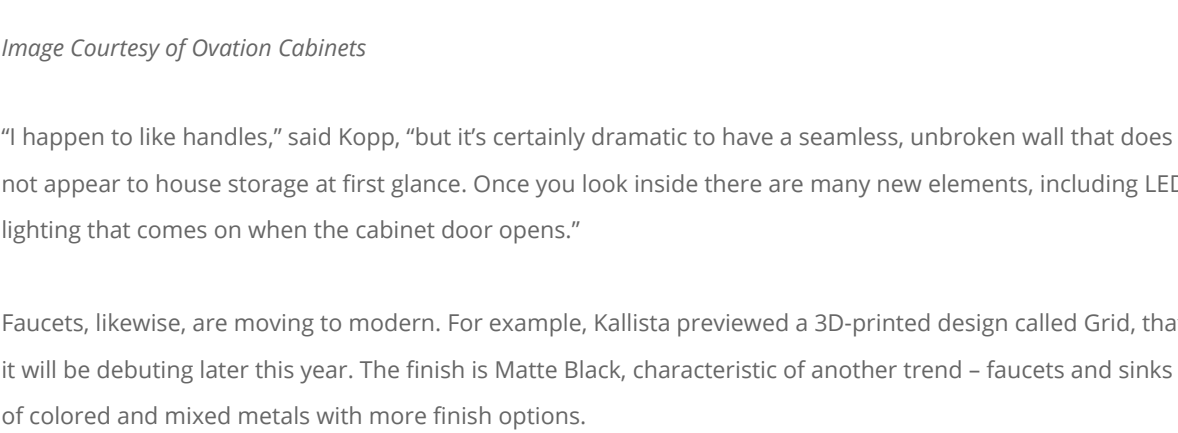 Image Courtesy of Ovation Cabinets
“I happen to like handles,” said Kopp, “but it’s certainly dramatic to have a seamless, unbroken wall that does
not appear to house storage at first glance. Once you look inside there are many new elements, including LED
lighting that comes on when the cabinet door opens.”
Faucets, likewise, are moving to modern. For example, Kallista previewed a 3D-printed design called Grid, that
it will be debuting later this year. The finish is Matte Black, characteristic of another trend – faucets and sinks
of colored and mixed metals with more finish options.